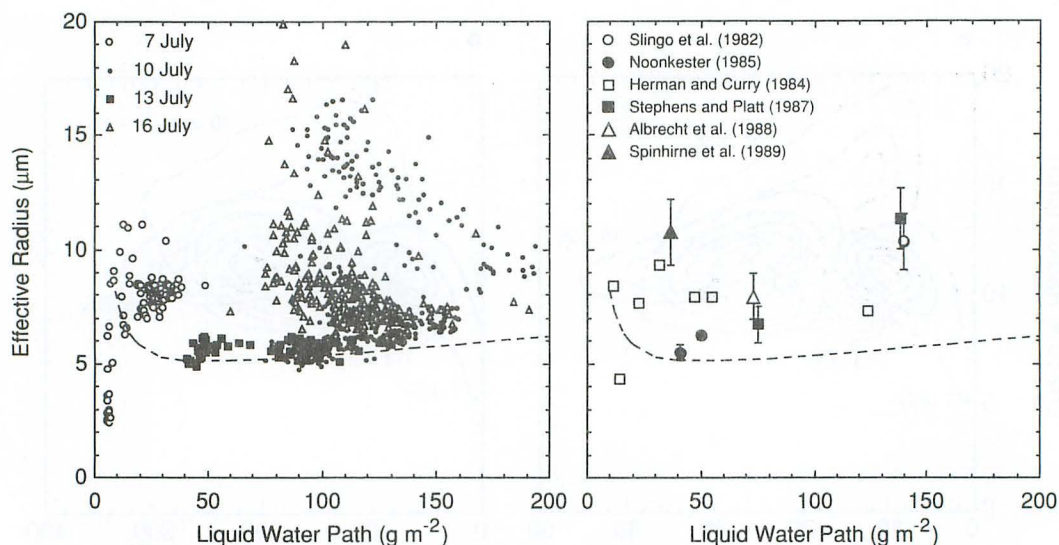 20
15
10
5
0
Effective Radius (μm)
7 July
10 July
13 July
16 July
0 50 100 150 200
Liquid Water Path (g m-2)
Slingo et al. (1982)
Noonkester (1985)
Herman and Curry (1984)
Stephens and Platt (1987)
Albrecht et al. (1988)
Spinhirne et al. (1989)
0 50 100 150 200
Liquid Water Path (g m-2)